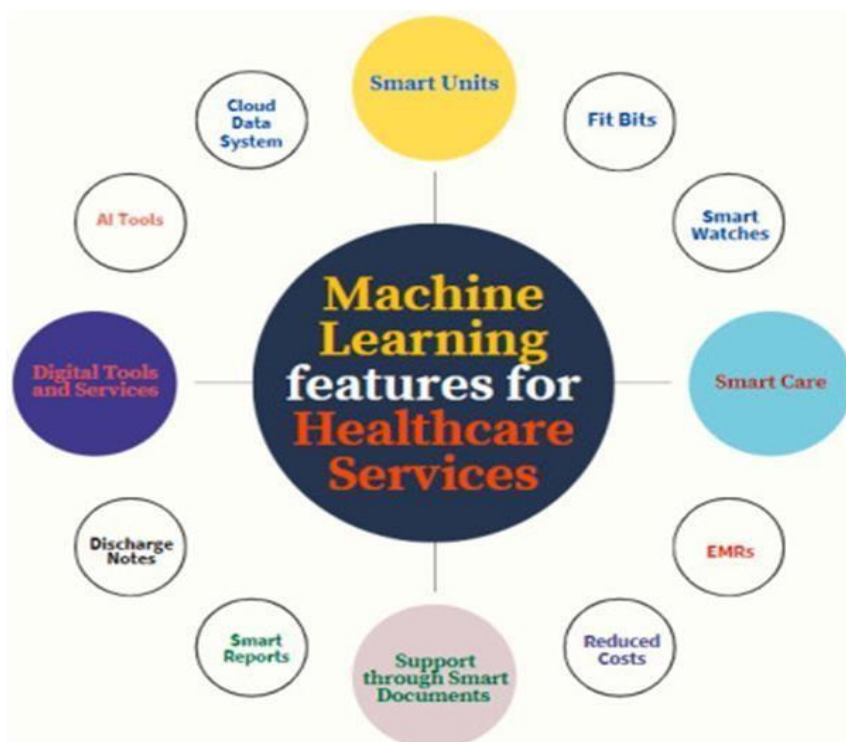 Smart Units
Cloud
Data
System
Fit Bits
AI Tools
Smart
Watches
Machine
Learning
features for
Healthcare
Services
Digital Tools
and Services
Smart Care
Discharge
Notes
EMRs
Smart
Reports
Support
through Smart
Documents
Reduced
Costs